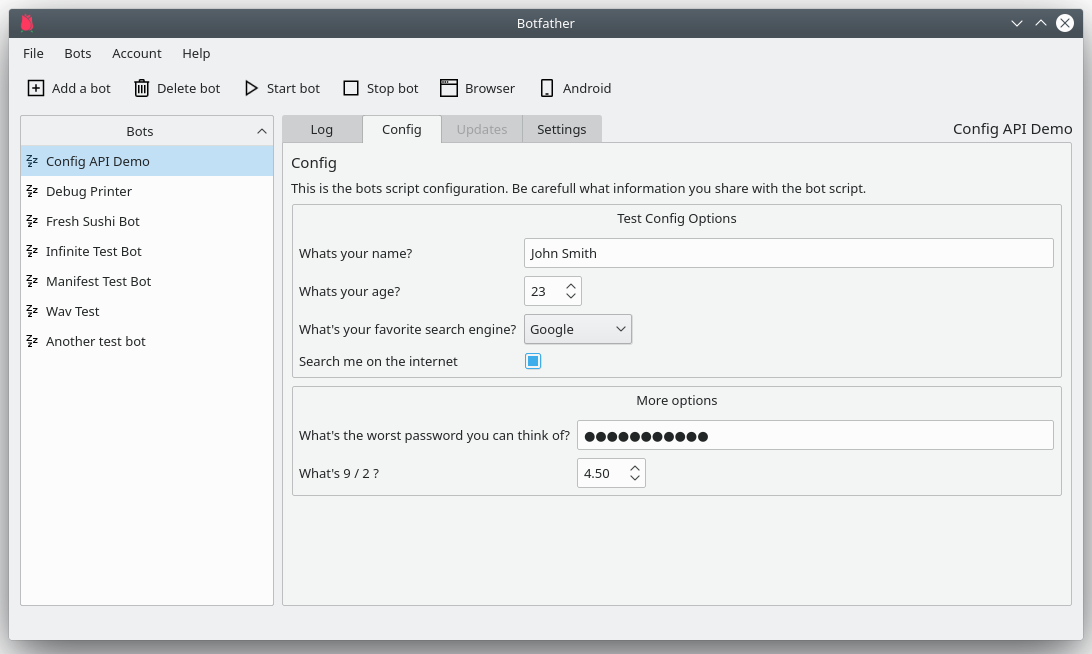 Botfather
File Bots Account Help
Add a bot Delete bot Start bot Stop bot Browser Android
Bots
Config API Demo
Debug Printer
Fresh Sushi Bot
Infinite Test Bot
Manifest Test Bot
Wav Test
Another test bot
Log Config Updates Settings
Config API Demo
Config
This is the bots script configuration. Be carefull what information you share with the bot script.
Test Config Options
Whats your name? John Smith
Whats your age? 23
What's your favorite search engine? Google
Search me on the internet
More options
What's the worst password you can think of? ●●●●●●●●●●●
What's 9 / 2 ? 4.50